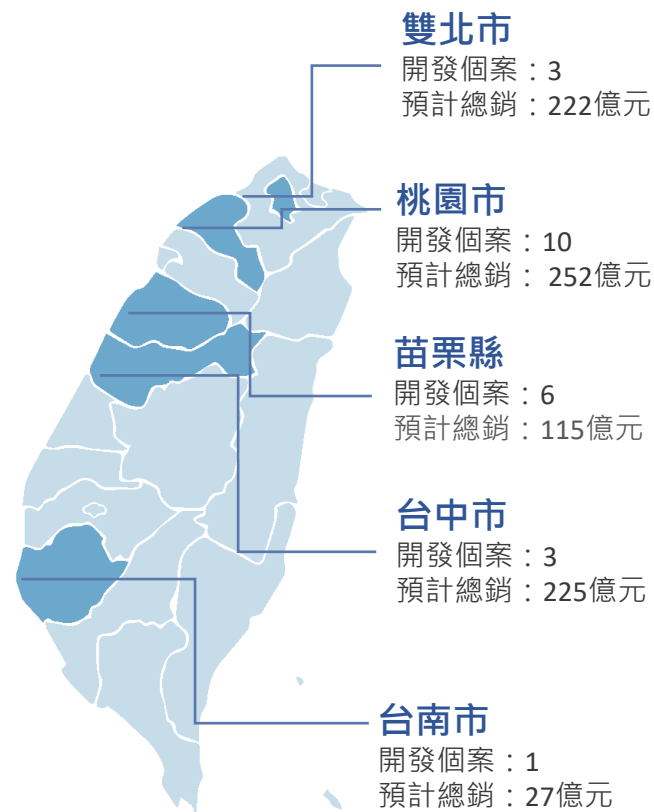 雙北市
開發個案：3
預計總銷：222億元
桃園市
開發個案：10
預計總銷： 252億元
苗栗縣
開發個案：6
預計總銷：115億元
台中市
開發個案：3
預計總銷：225億元
台南市
開發個案：1
預計總銷：27億元